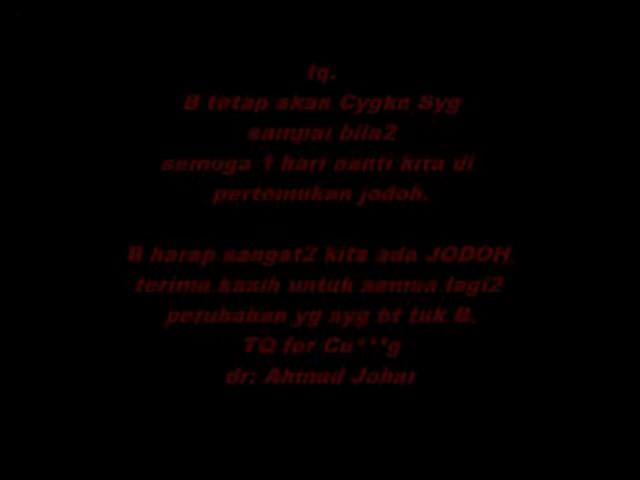 tq.
B tetap akan Cygkn Syg
sampai bila2
semoga 1 hari nanti kita di
pertemukan jodoh.
B harap sangat2 kita ada JODOH
terima kasih untuk semua lagi2
perubahan yg syg bt tuk B.
TQ for Cu***g
dr: Ahmad Johar